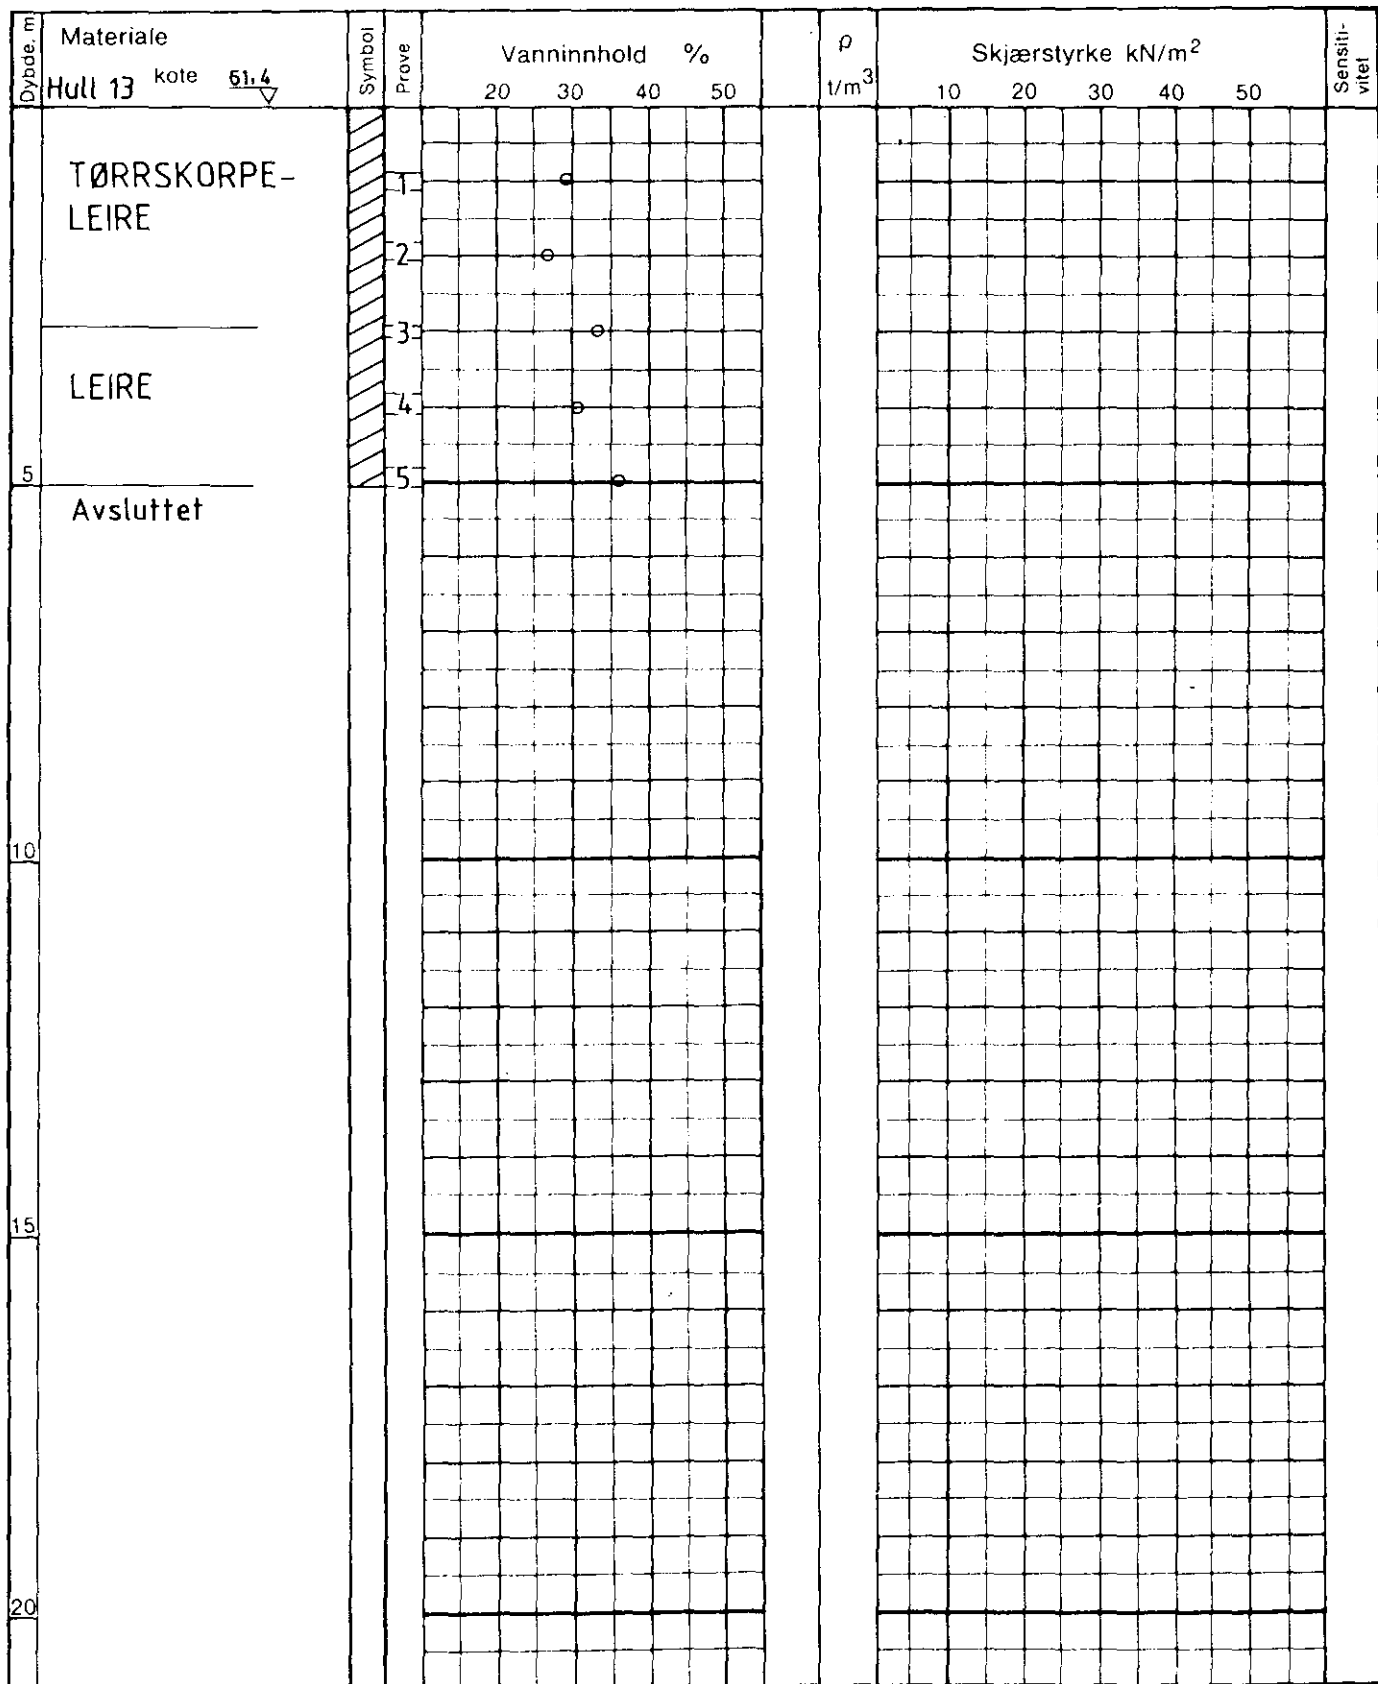 Dybde, m
Materiale
Hull 13 kote 61,4
Symbol
Prøve
Vanninnhold %
20 30 40 50
ρ
t/m³
Skjærstyrke kN/m²
10 20 30 40 50
Sensiti-
vitet
TØRRSKORPE-
LEIRE
1
2
3
LEIRE
4
5
5
Avsluttet
10
15
20